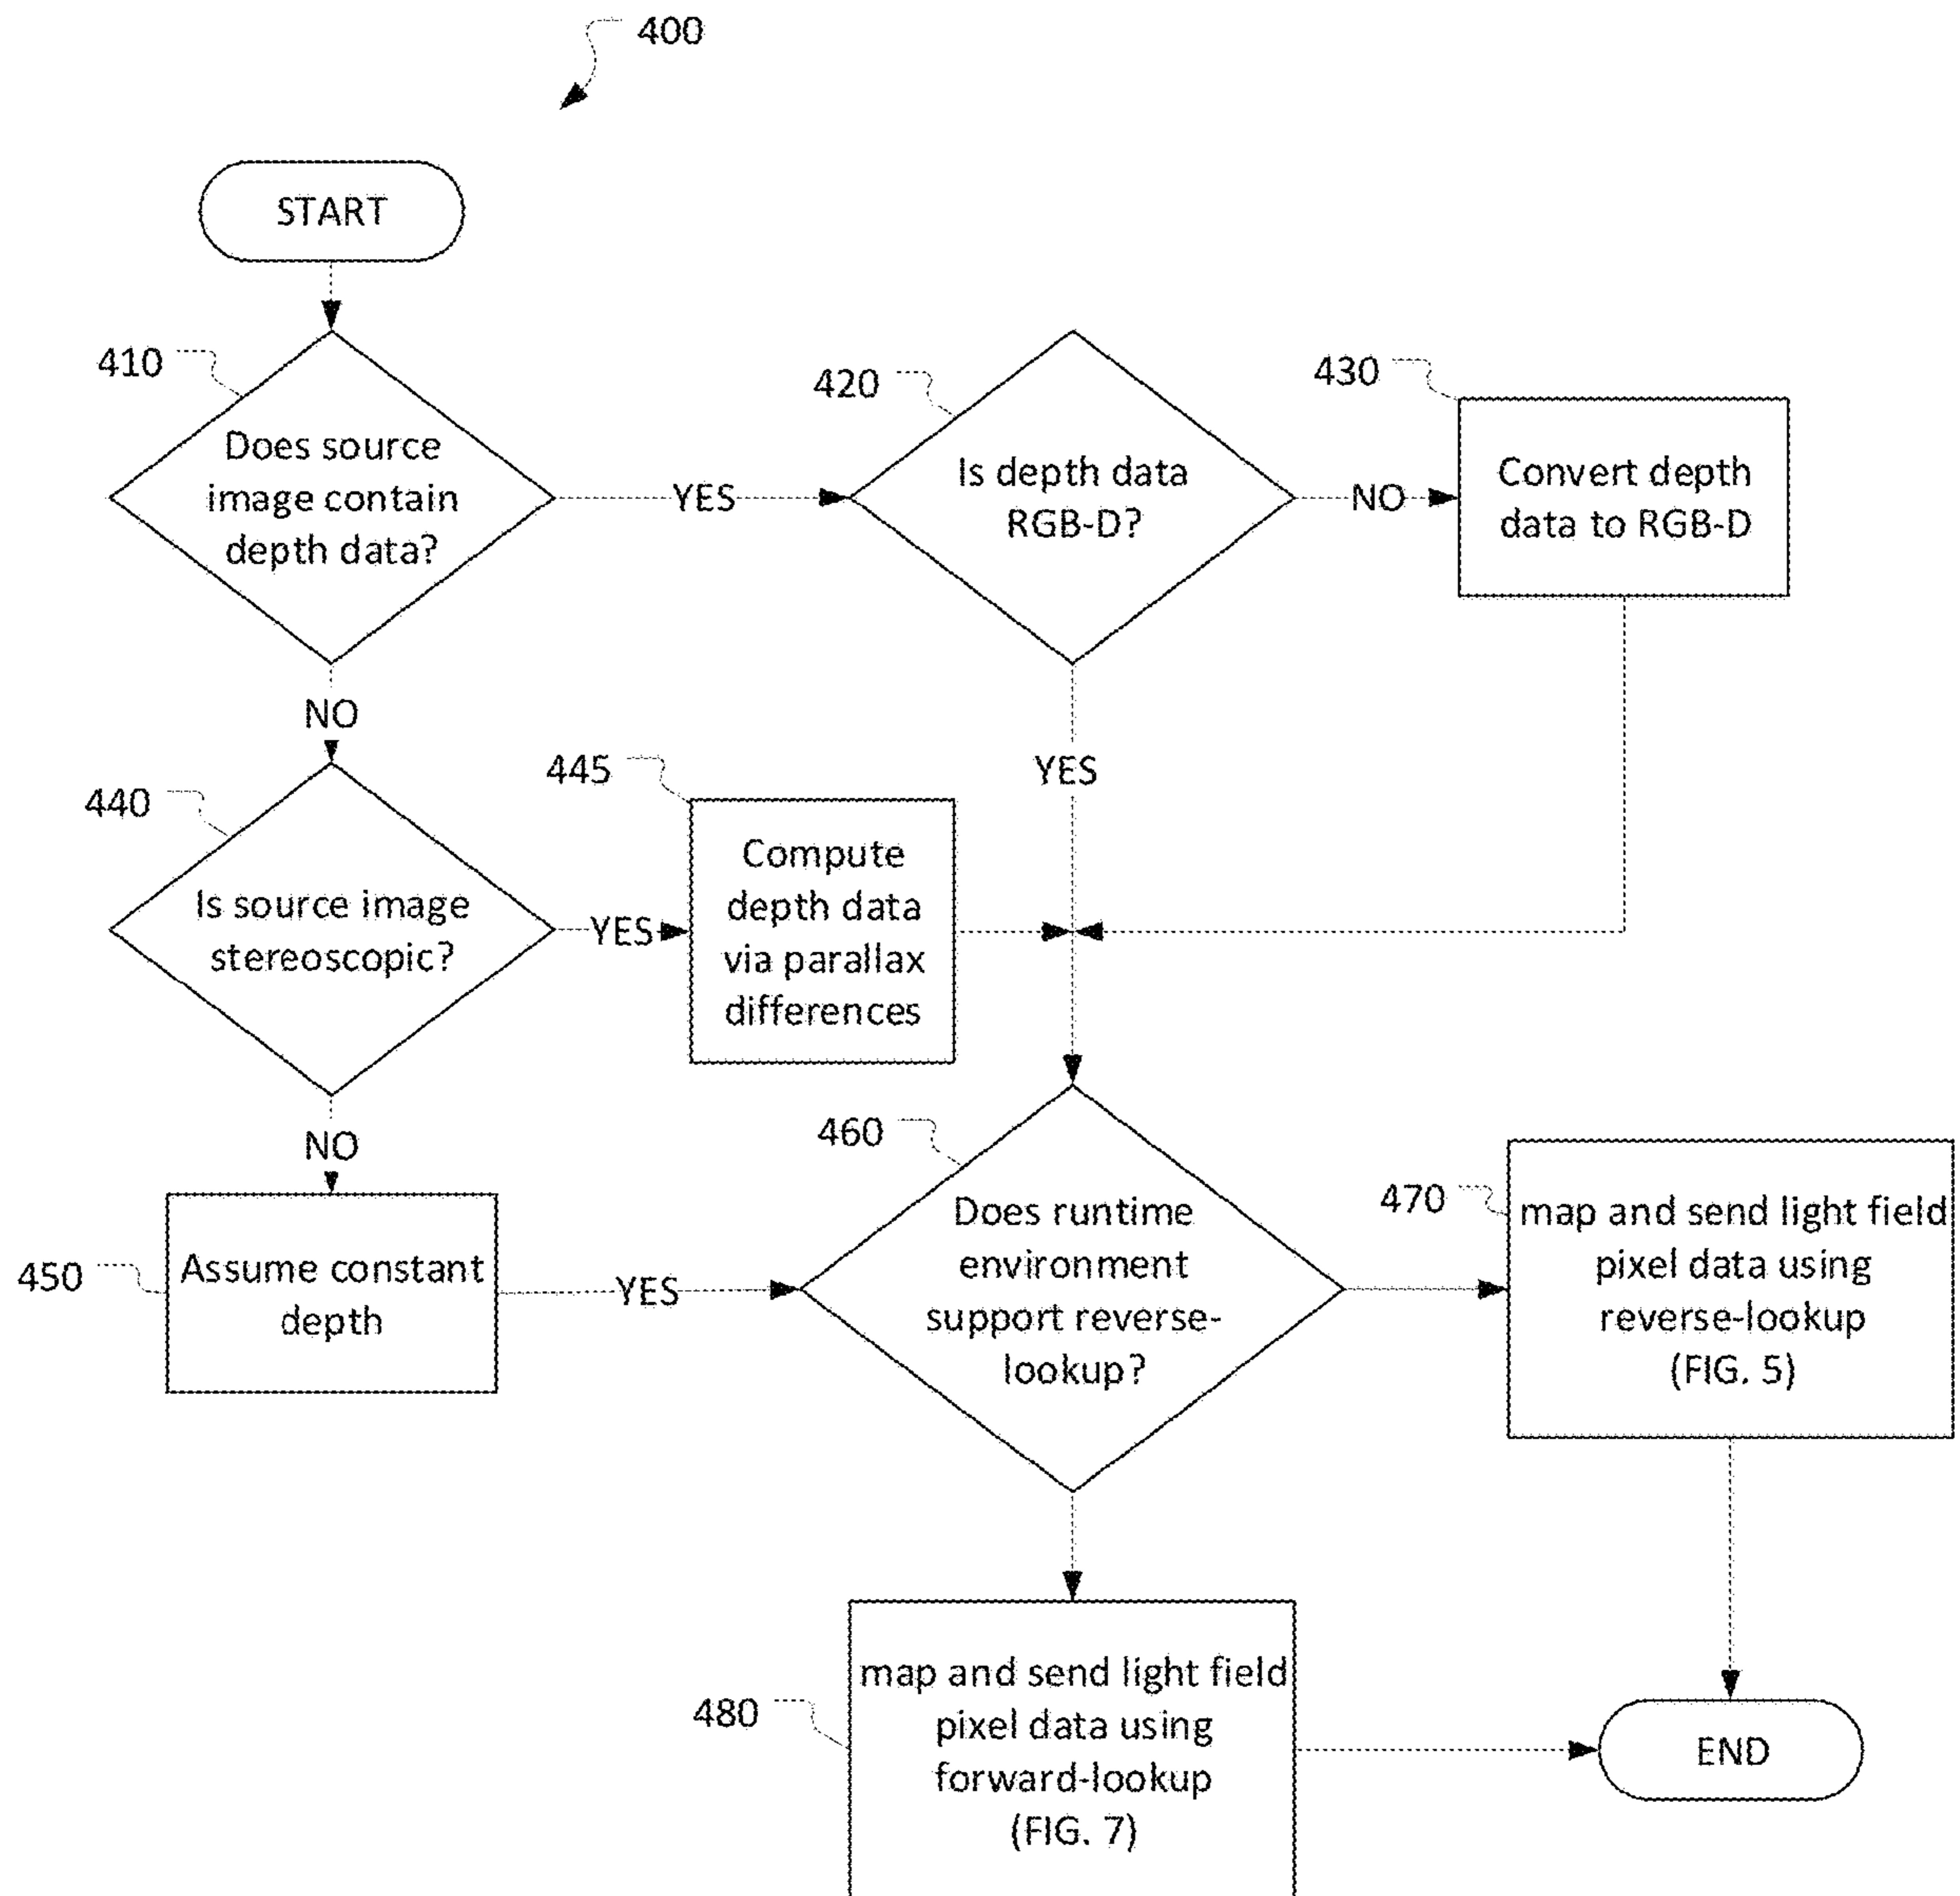 400
START
410
Does source
image contain
depth data?
YES
420
Is depth data
RGB-D?
NO
430
Convert depth
data to RGB-D
NO
YES
440
Is source image
stereoscopic?
YES
445
Compute
depth data
via parallax
differences
NO
450
Assume constant
depth
YES
460
Does runtime
environment
support reverse-
lookup?
470
map and send light field
pixel data using
reverse-lookup
(FIG. 5)
480
map and send light field
pixel data using
forward-lookup
(FIG. 7)
END